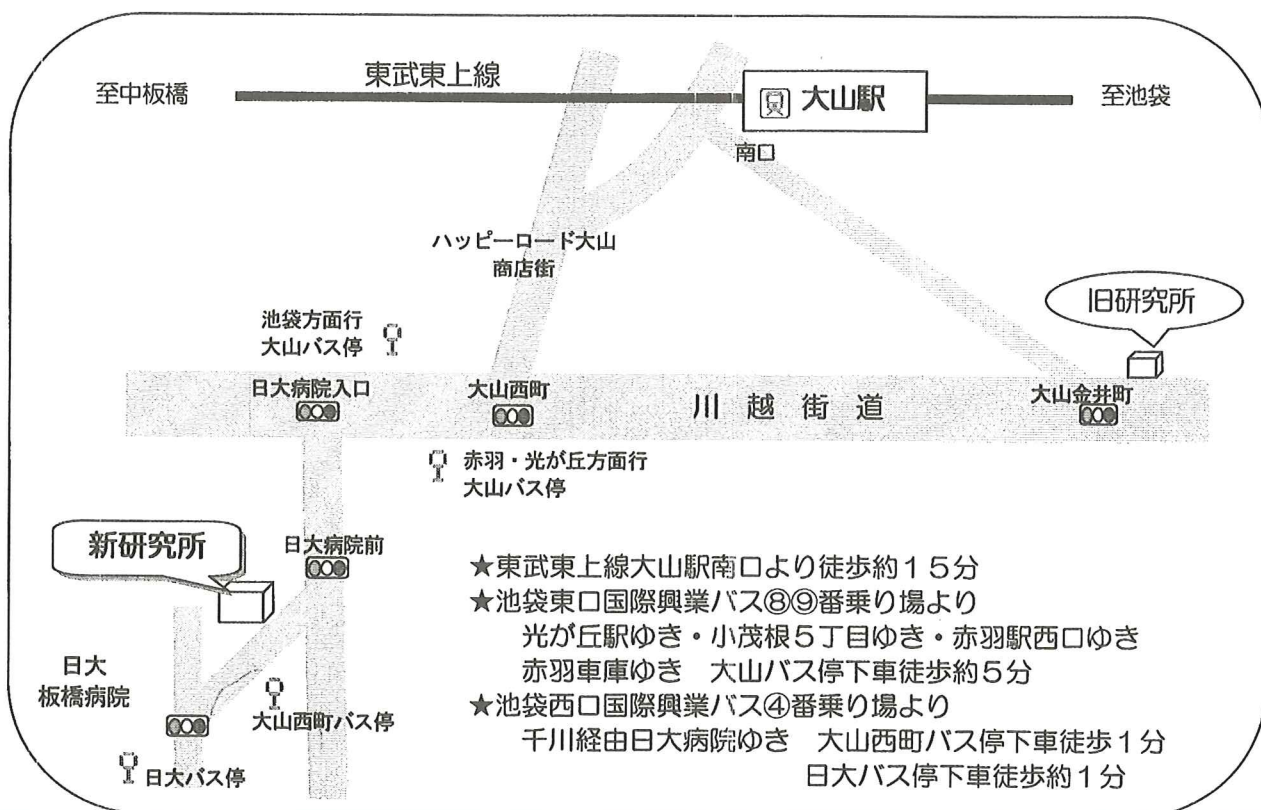 東武東上線
至中板橋
大山駅
至池袋
南口
ハッピーロード大山
商店街
旧研究所
池袋方面行
大山バス停
日大病院入口
大山西町
川越街道
大山金井町
赤羽・光が丘方面行
大山バス停
新研究所
日大病院前
★東武東上線大山駅南口より徒歩約15分
★池袋東口国際興業バス⑧⑨番乗り場より
光が丘駅ゆき・小茂根5丁目ゆき・赤羽駅西口ゆき
赤羽車庫ゆき 大山バス停下車徒歩約5分
★池袋西口国際興業バス④番乗り場より
千川経由日大病院ゆき 大山西町バス停下車徒歩1分
日大バス停下車徒歩約1分
日大
板橋病院
大山西町バス停
日大バス停